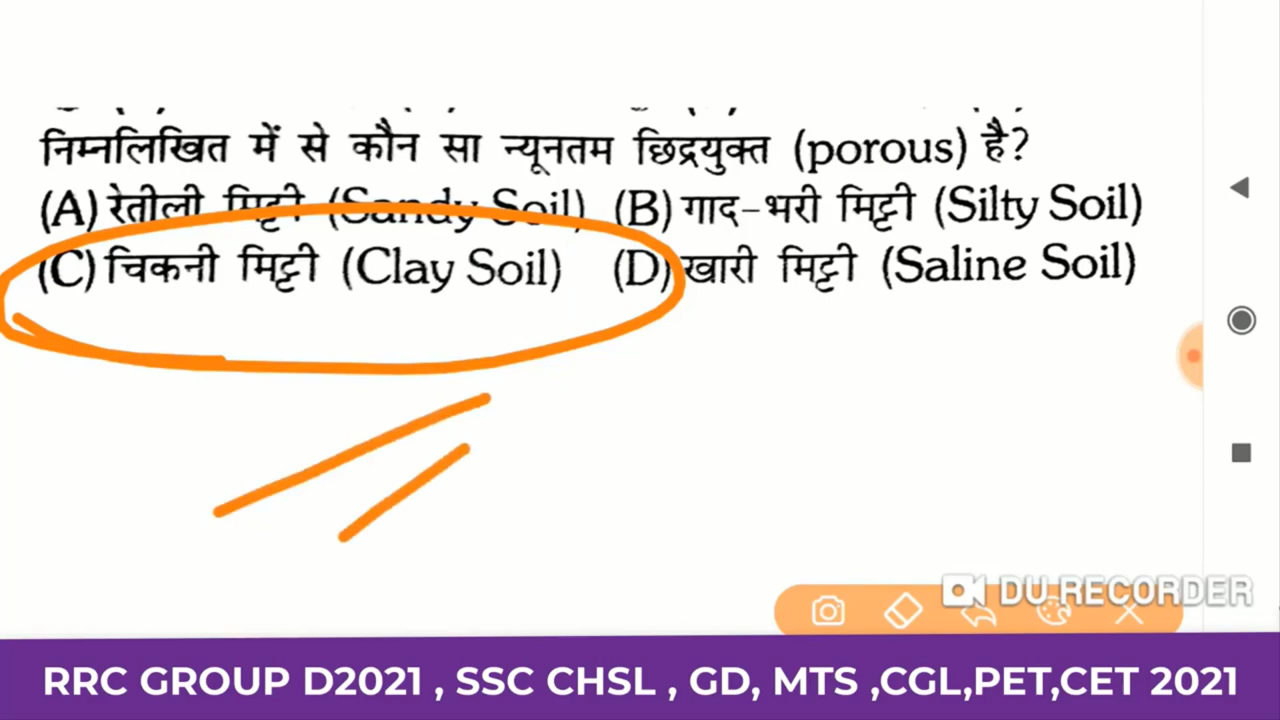 निम्नलिखित में से कौन सा न्यूनतम छिद्रयुक्त (porous) है?
(A) रेतीली मिट्टी (Sandy Soil) (B) गाद-भरी मिट्टी (Silty Soil)
(C) चिकनी मिट्टी (Clay Soil) (D) खारी मिट्टी (Saline Soil)
DU RECORDER
RRC GROUP D2021 , SSC CHSL , GD, MTS ,CGL,PET,CET 2021